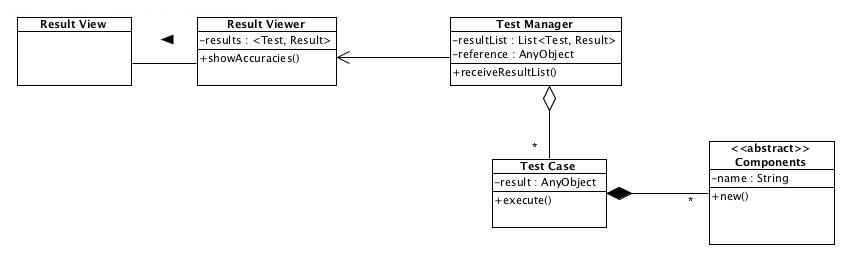 Result View
Result Viewer
-results : <Test, Result>
+showAccuracies()
Test Manager
-resultList : List<Test, Result>
-reference : AnyObject
+receiveResultList()
*
Test Case
-result : AnyObject
+execute()
*
<<abstract>>
Components
-name : String
+new()